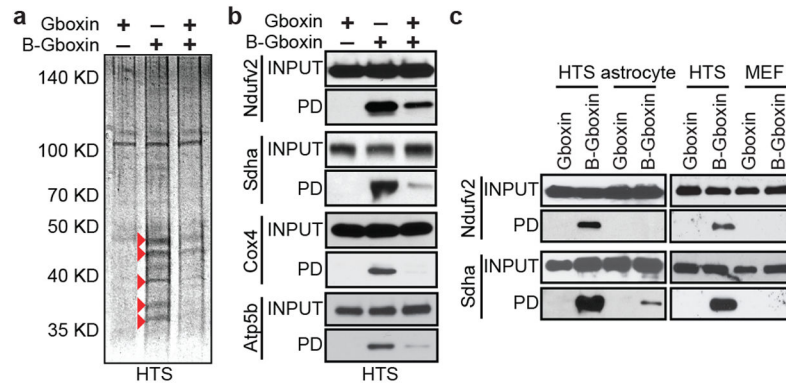 a
Gboxin + – +
B-Gboxin – + +
140 KD
100 KD
70 KD
50 KD
40 KD
35 KD
HTS
b
Gboxin + – +
B-Gboxin – + +
Ndufv2
INPUT
PD
Sdha
INPUT
PD
Cox4
INPUT
PD
Atp5b
INPUT
PD
HTS
c
HTS astrocyte HTS MEF
Gboxin B-Gboxin Gboxin B-Gboxin Gboxin B-Gboxin Gboxin B-Gboxin
Ndufv2
INPUT
PD
Sdha
INPUT
PD